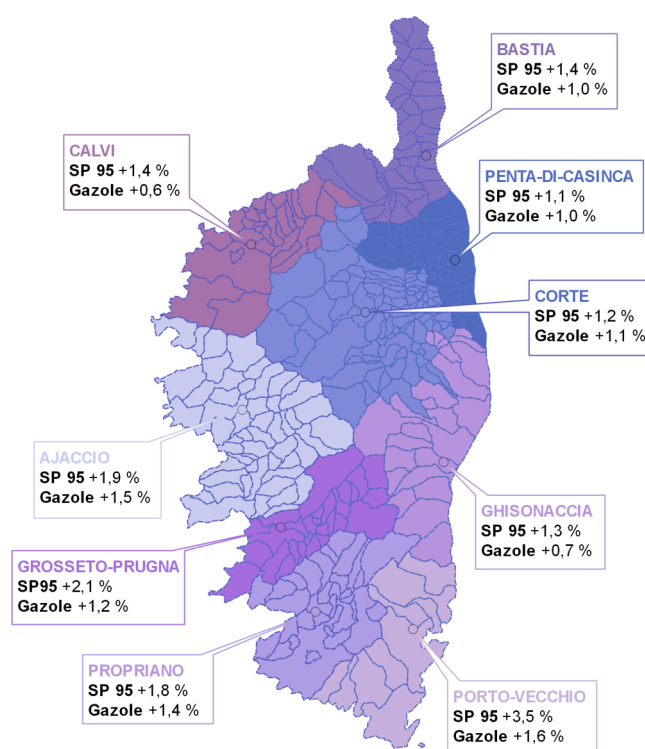 BASTIA
SP 95 +1,4 %
Gazole +1,0 %
CALVI
SP 95 +1,4 %
Gazole +0,6 %
PENTA-DI-CASINCA
SP 95 +1,1 %
Gazole +1,0 %
CORTE
SP 95 +1,2 %
Gazole +1,1 %
AJACCIO
SP 95 +1,9 %
Gazole +1,5 %
GHISONACCIA
SP 95 +1,3 %
Gazole +0,7 %
GROSSETO-PRUGNA
SP95 +2,1 %
Gazole +1,2 %
PROPRIANO
SP 95 +1,8 %
Gazole +1,4 %
PORTO-VECCHIO
SP 95 +3,5 %
Gazole +1,6 %